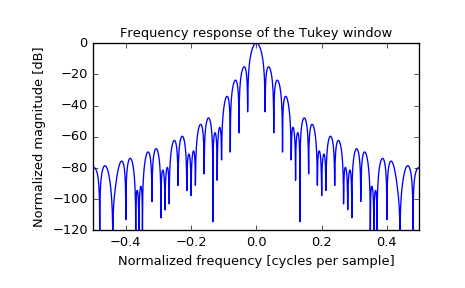 Frequency response of the Tukey window
Normalized magnitude [dB]
0
−20
−40
−60
−80
−100
−120
−0.4 −0.2 0.0 0.2 0.4
Normalized frequency [cycles per sample]